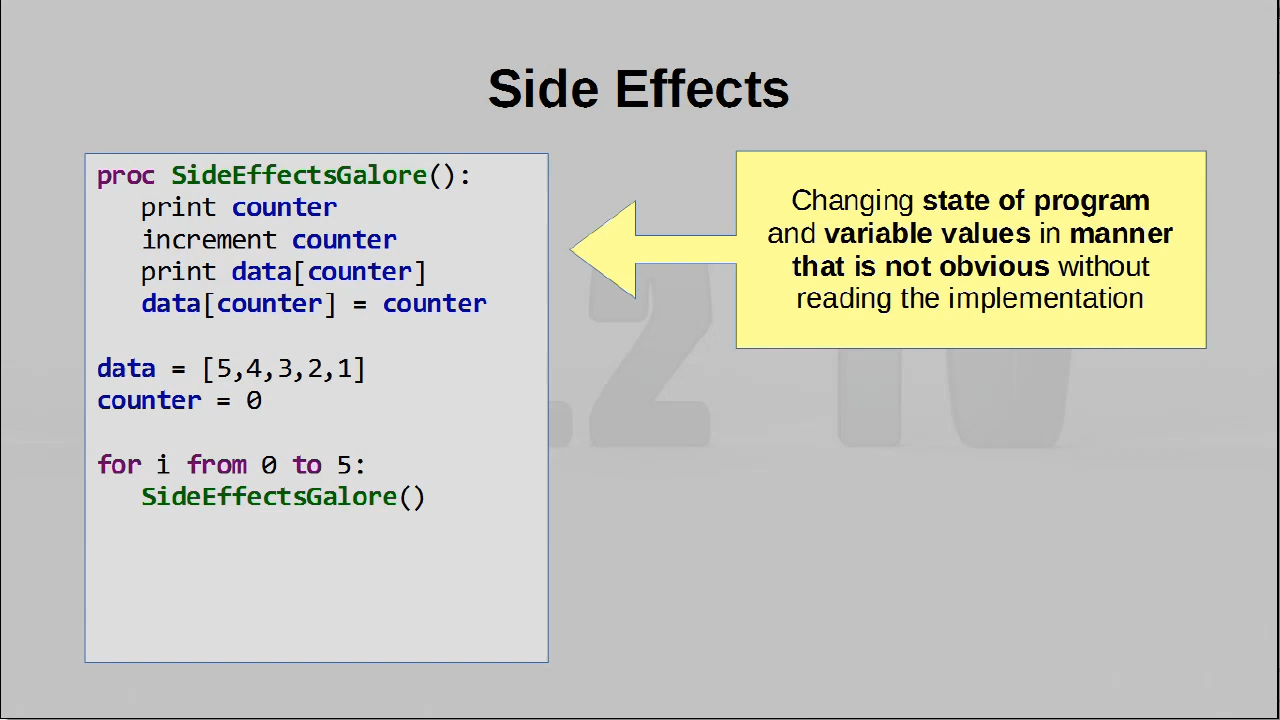 Side Effects
proc SideEffectsGalore():
print counter
increment counter
print data[counter]
data[counter] = counter
data = [5,4,3,2,1]
counter = 0
for i from 0 to 5:
SideEffectsGalore()
Changing state of program
and variable values in manner
that is not obvious without
reading the implementation